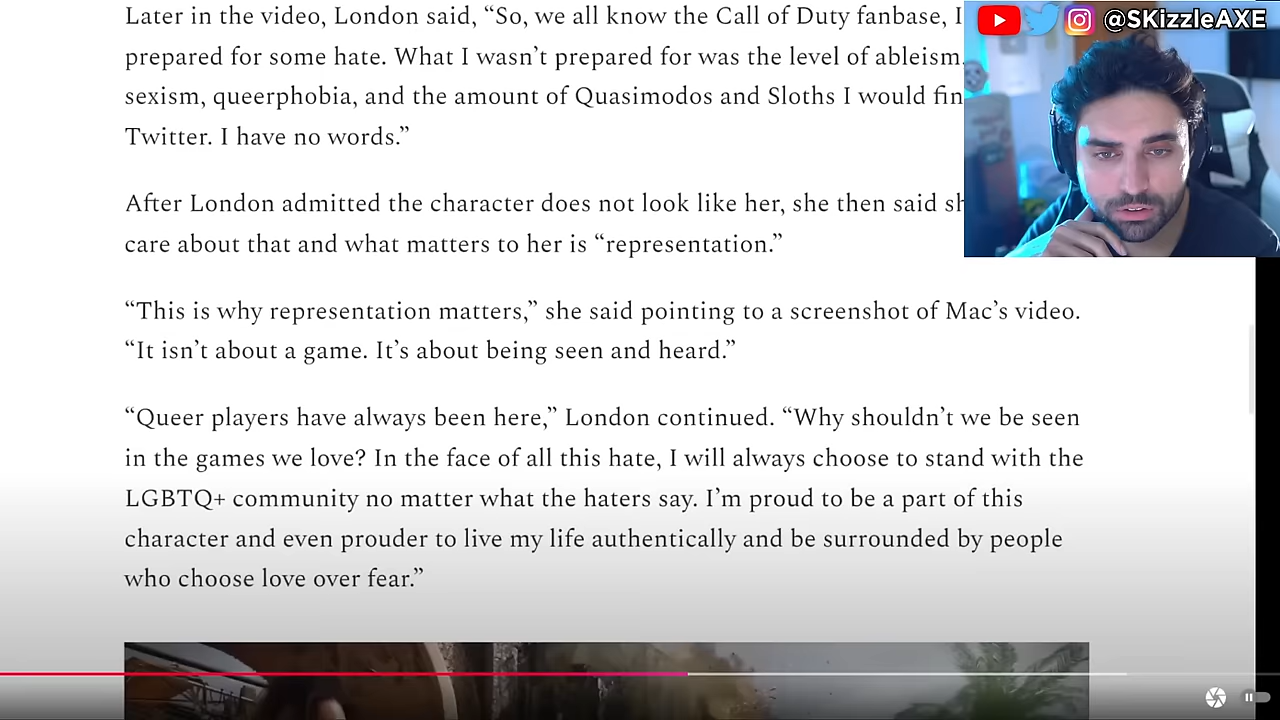 Later in the video, London said, “So, we all know the Call of Duty fanbase, I
@SKizzleAXE
prepared for some hate. What I wasn’t prepared for was the level of ableism,
sexism, queerphobia, and the amount of Quasimodos and Sloths I would fin
Twitter. I have no words.”
After London admitted the character does not look like her, she then said sh
care about that and what matters to her is “representation.”
“This is why representation matters,” she said pointing to a screenshot of Mac’s video.
“It isn’t about a game. It’s about being seen and heard.”
“Queer players have always been here,” London continued. “Why shouldn’t we be seen
in the games we love? In the face of all this hate, I will always choose to stand with the
LGBTQ+ community no matter what the haters say. I’m proud to be a part of this
character and even prouder to live my life authentically and be surrounded by people
who choose love over fear.”